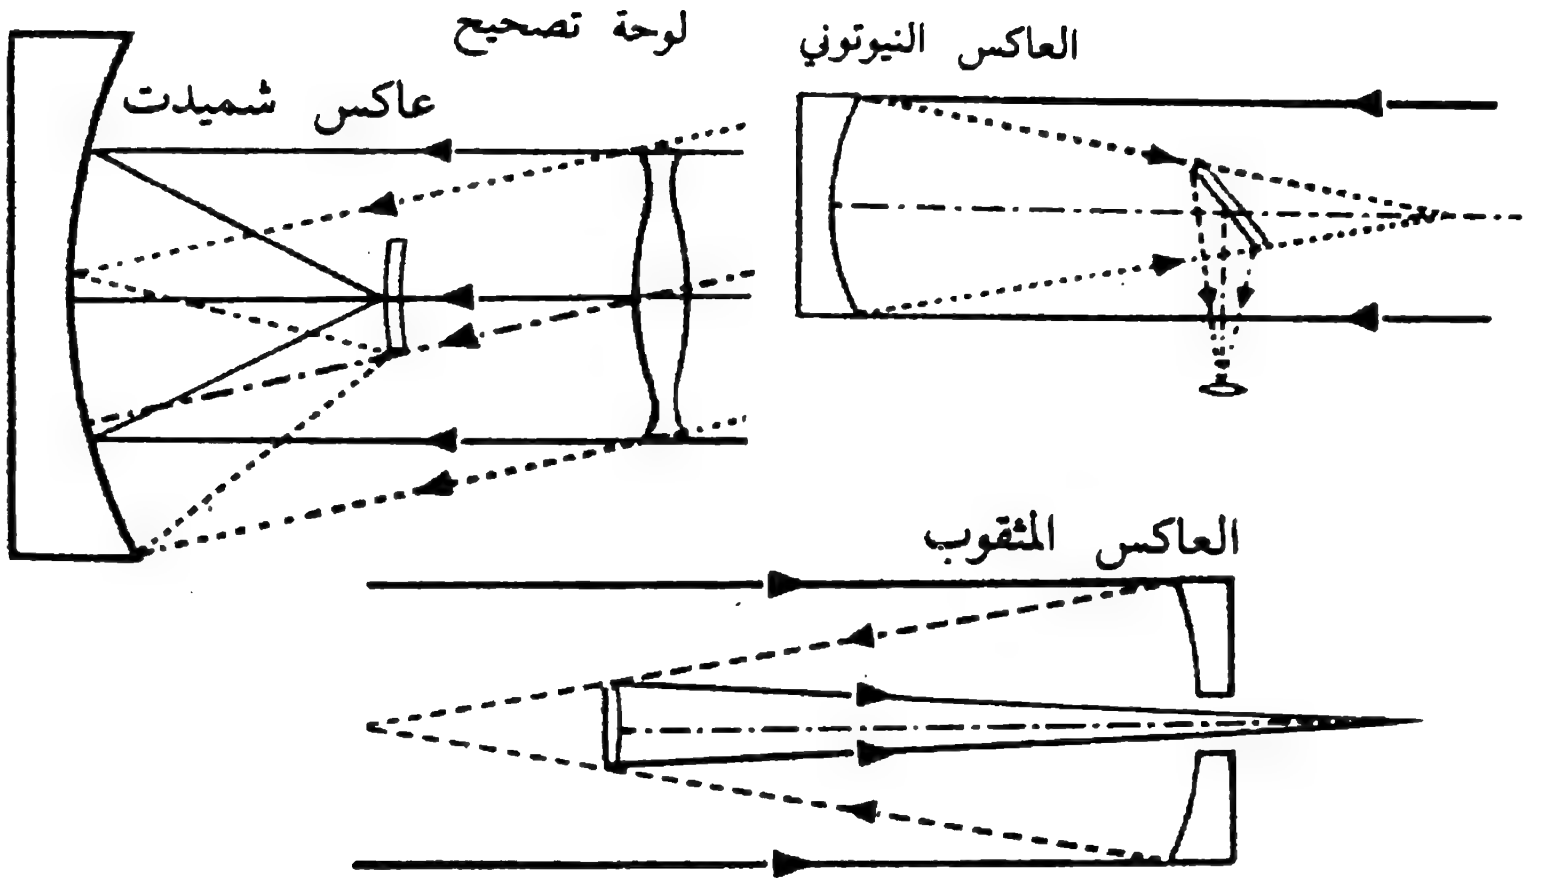 لوحة تصحيح
العاكس النيوتوني
عاكس شميدت
العاكس المثقوب